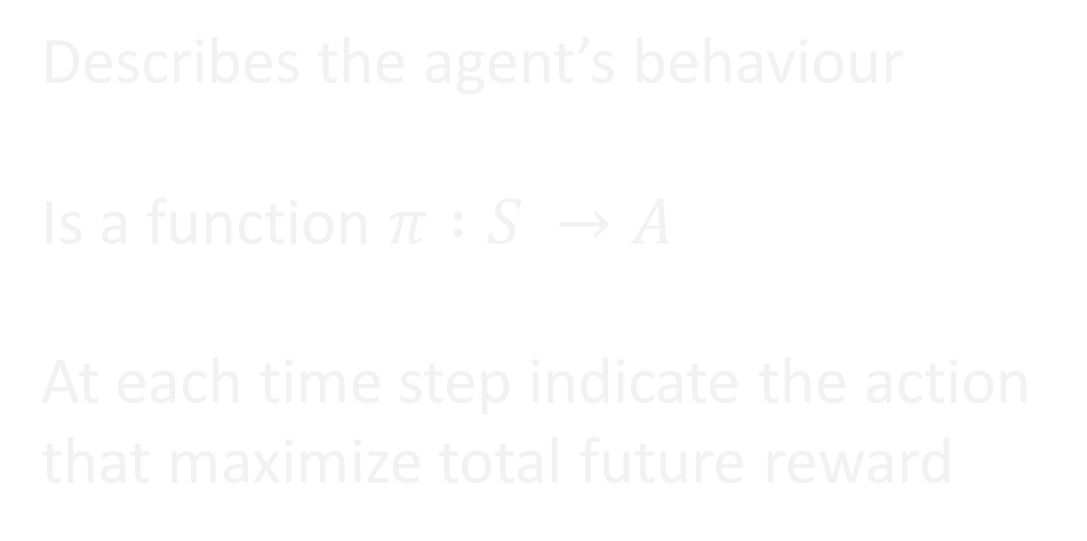 Describes the agent’s behaviour
Is a function π : S → A
At each time step indicate the action
that maximize total future reward